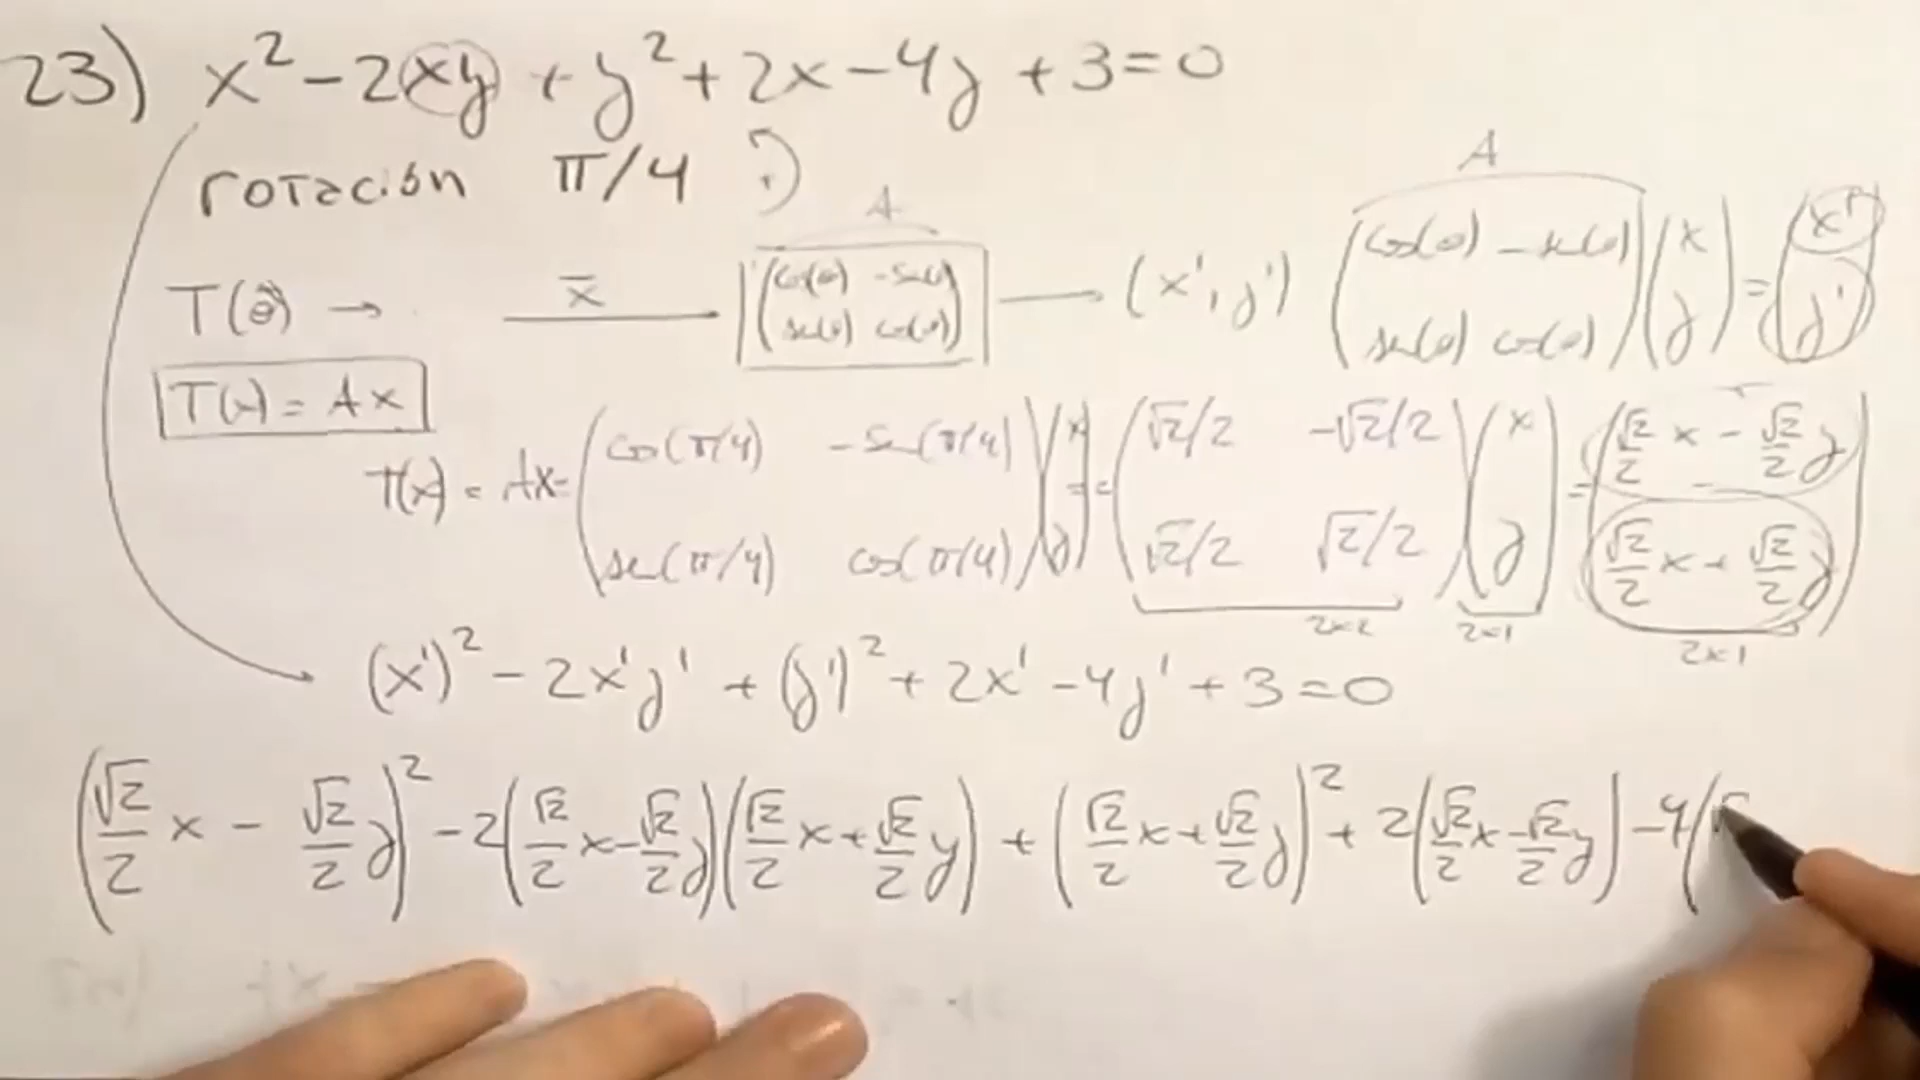 23) x² - 2xy + y² + 2x - 4y + 3 = 0
rotación π/4
A
A
T(θ) → x̄ (cos(θ) -sen(θ) sen(θ) cos(θ)) → (x', y') (cos(θ) -sen(θ) sen(θ) cos(θ)) (x y) = (x' y')
T(x) = Ax
T(x) = Ax = (cos(π/4) -sen(π/4) sen(π/4) cos(π/4)) (x y) = (√2/2 -√2/2 √2/2 √2/2) (x y) = (√2/2 x - √2/2 y √2/2 x + √2/2 y)
2x2 2x1 2x1
(x')² - 2x'y' + (y')² + 2x' - 4y' + 3 = 0
(√2/2 x - √2/2 y)² - 2(√2/2 x - √2/2 y)(√2/2 x + √2/2 y) + (√2/2 x + √2/2 y)² + 2(√2/2 x - √2/2 y) - 4(√